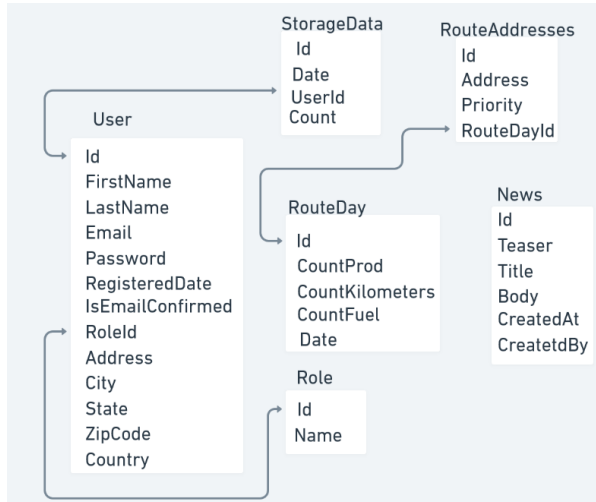 StorageData
Id
Date
UserId
Count
RouteAddresses
Id
Address
Priority
RouteDayId
User
Id
FirstName
LastName
Email
Password
RegisteredDate
IsEmailConfirmed
RoleId
Address
City
State
ZipCode
Country
RouteDay
Id
CountProd
CountKilometers
CountFuel
Date
News
Id
Teaser
Title
Body
CreatedAt
CreatetdBy
Role
Id
Name